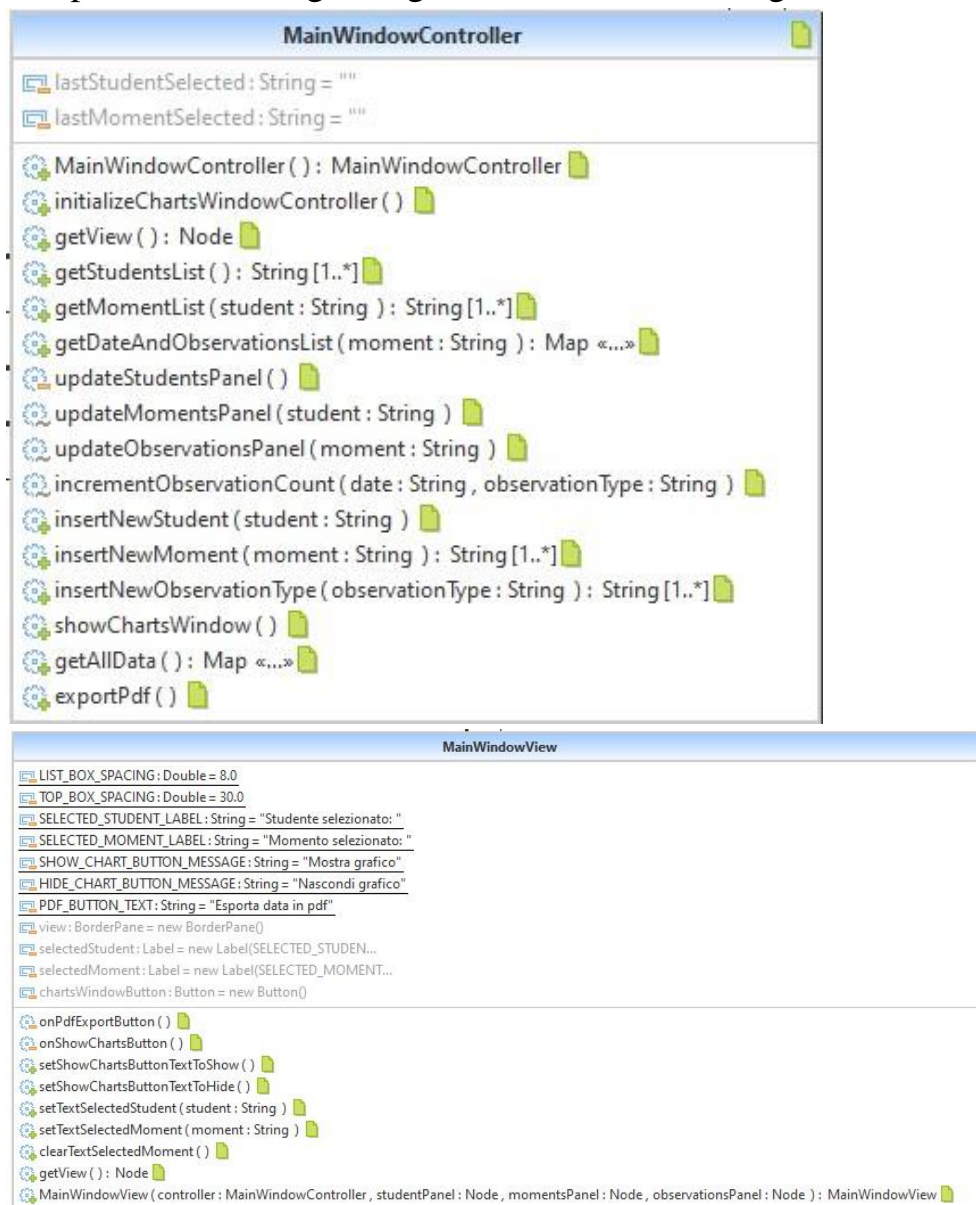 MainWindowController
lastStudentSelected : String = ""
lastMomentSelected : String = ""
MainWindowController ( ) : MainWindowController
initializeChartsWindowController ( )
getView ( ) : Node
getStudentsList ( ) : String [1..*]
getMomentList ( student : String ) : String [1..*]
getDateAndObservationsList ( moment : String ) : Map «...»
updateStudentsPanel ( )
updateMomentsPanel ( student : String )
updateObservationsPanel ( moment : String )
incrementObservationCount ( date : String , observationType : String )
insertNewStudent ( student : String )
insertNewMoment ( moment : String ) : String [1..*]
insertNewObservationType ( observationType : String ) : String [1..*]
showChartsWindow ( )
getAllData ( ) : Map «...»
exportPdf ( )
MainWindowView
LIST_BOX_SPACING : Double = 8.0
TOP_BOX_SPACING : Double = 30.0
SELECTED_STUDENT_LABEL : String = "Studente selezionato: "
SELECTED_MOMENT_LABEL : String = "Momento selezionato: "
SHOW_CHART_BUTTON_MESSAGE : String = "Mostra grafico"
HIDE_CHART_BUTTON_MESSAGE : String = "Nascondi grafico"
PDF_BUTTON_TEXT : String = "Esporta data in pdf"
view : BorderPane = new BorderPane()
selectedStudent : Label = new Label(SELECTED_STUDEN...
selectedMoment : Label = new Label(SELECTED_MOMENT...
chartsWindowButton : Button = new Button()
onPdfExportButton ( )
onShowChartsButton ( )
setShowChartsButtonTextToShow ( )
setShowChartsButtonTextToHide ( )
setTextSelectedStudent ( student : String )
setTextSelectedMoment ( moment : String )
clearTextSelectedMoment ( )
getView ( ) : Node
MainWindowView ( controller : MainWindowController , studentPanel : Node , momentsPanel : Node , observationsPanel : Node ) : MainWindowView